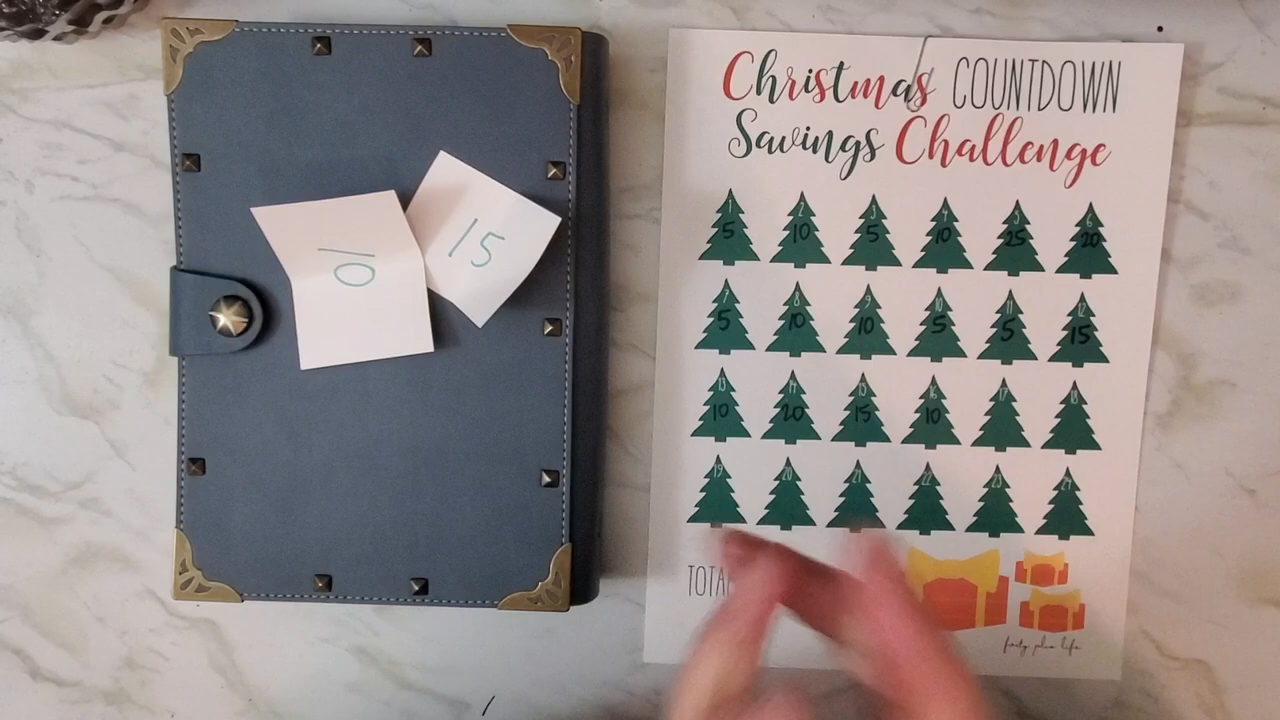 10
15
Christmas COUNTDOWN
Savings Challenge
1 2 3 4 5 6
5 10 5 10 25 20
7 8 9 10 11 12
5 10 10 5 5 15
13 14 15 16 17 18
10 20 15 10
19 20 21 22 23 24
TOTA